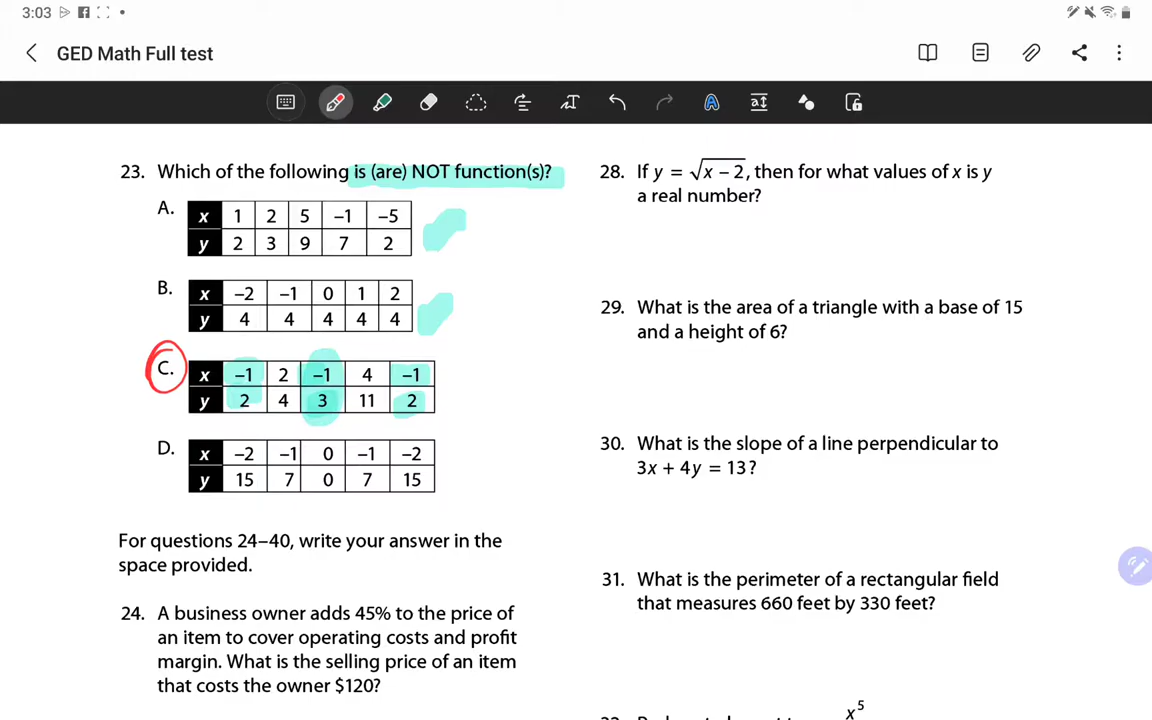 3:03
GED Math Full test
23. Which of the following is (are) NOT function(s)?
A.
x 1 2 5 –1 –5
y 2 3 9 7 2
B.
x –2 –1 0 1 2
y 4 4 4 4 4
C.
x –1 2 –1 4 –1
y 2 4 3 11 2
D.
x –2 –1 0 –1 –2
y 15 7 0 7 15
For questions 24–40, write your answer in the
space provided.
24. A business owner adds 45% to the price of
an item to cover operating costs and profit
margin. What is the selling price of an item
that costs the owner $120?
28. If y = √(x – 2), then for what values of x is y
a real number?
29. What is the area of a triangle with a base of 15
and a height of 6?
30. What is the slope of a line perpendicular to
3x + 4y = 13?
31. What is the perimeter of a rectangular field
that measures 660 feet by 330 feet?
x⁵